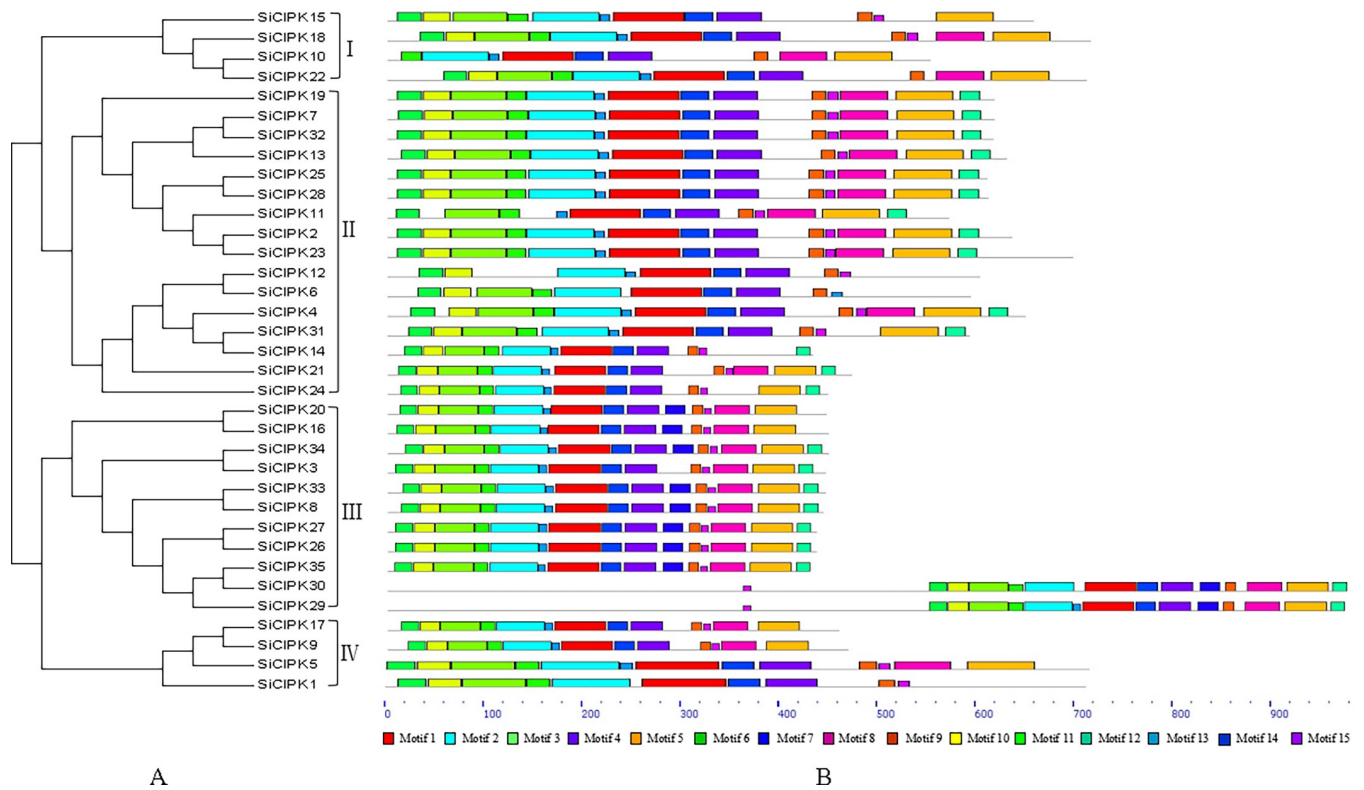 SiCIPK15
SiCIPK18
SiCIPK10
SiCIPK22
I
SiCIPK19
SiCIPK7
SiCIPK32
SiCIPK13
SiCIPK25
SiCIPK28
SiCIPK11
SiCIPK2
SiCIPK23
SiCIPK12
SiCIPK6
SiCIPK4
SiCIPK31
SiCIPK14
SiCIPK21
SiCIPK24
II
SiCIPK20
SiCIPK16
SiCIPK34
SiCIPK3
SiCIPK33
SiCIPK8
SiCIPK27
SiCIPK26
SiCIPK35
SiCIPK30
SiCIPK29
III
SiCIPK17
SiCIPK9
SiCIPK5
SiCIPK1
IV
0 100 200 300 400 500 600 700 800 900
Motif 1 Motif 2 Motif 3 Motif 4 Motif 5 Motif 6 Motif 7 Motif 8 Motif 9 Motif 10 Motif 11 Motif 12 Motif 13 Motif 14 Motif 15
A B